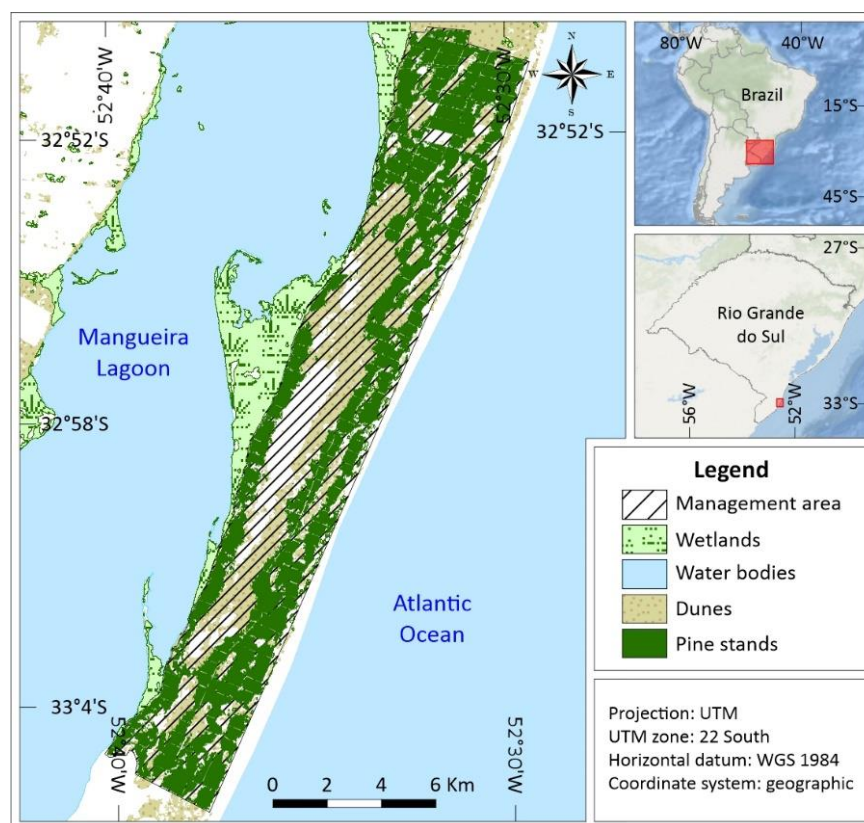 52°40'W
52°30'W
N
W
E
S
32°52'S
32°52'S
Mangueira
Lagoon
32°58'S
Atlantic
Ocean
33°4'S
52°40'W
52°30'W
0 2 4 6 Km
80°W
40°W
Brazil
15°S
45°S
27°S
Rio Grande
do Sul
56°W
52°W
33°S
Legend
Management area
Wetlands
Water bodies
Dunes
Pine stands
Projection: UTM
UTM zone: 22 South
Horizontal datum: WGS 1984
Coordinate system: geographic